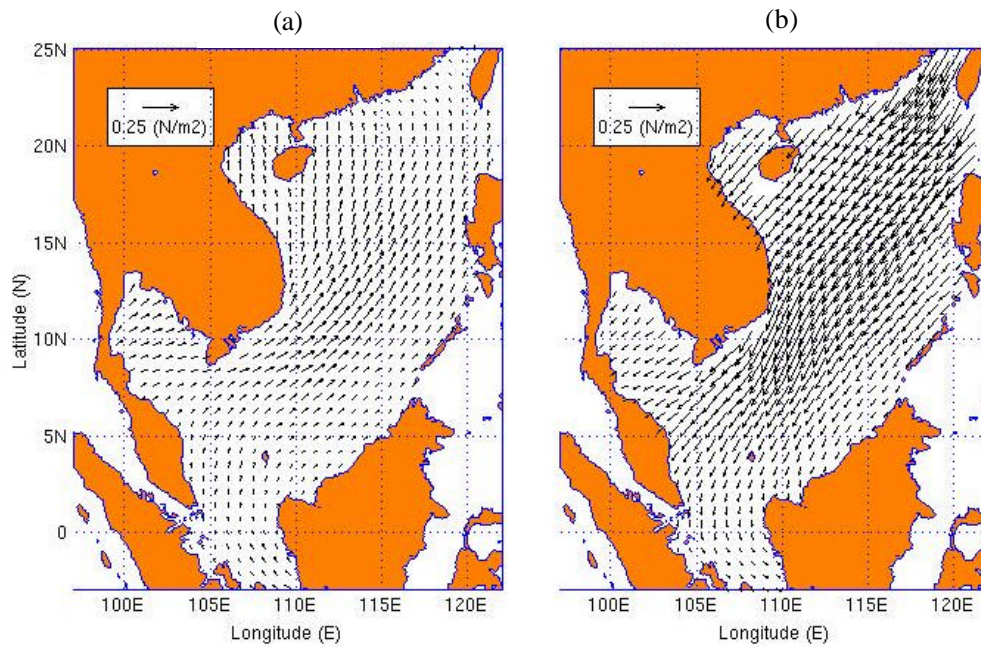 (a) (b)
25N
0.25 (N/m2) 0.25 (N/m2)
20N
15N
Latitude (N)
10N
5N
0
100E 105E 110E 115E 120E 100E 105E 110E 115E 120E
Longitude (E) Longitude (E)